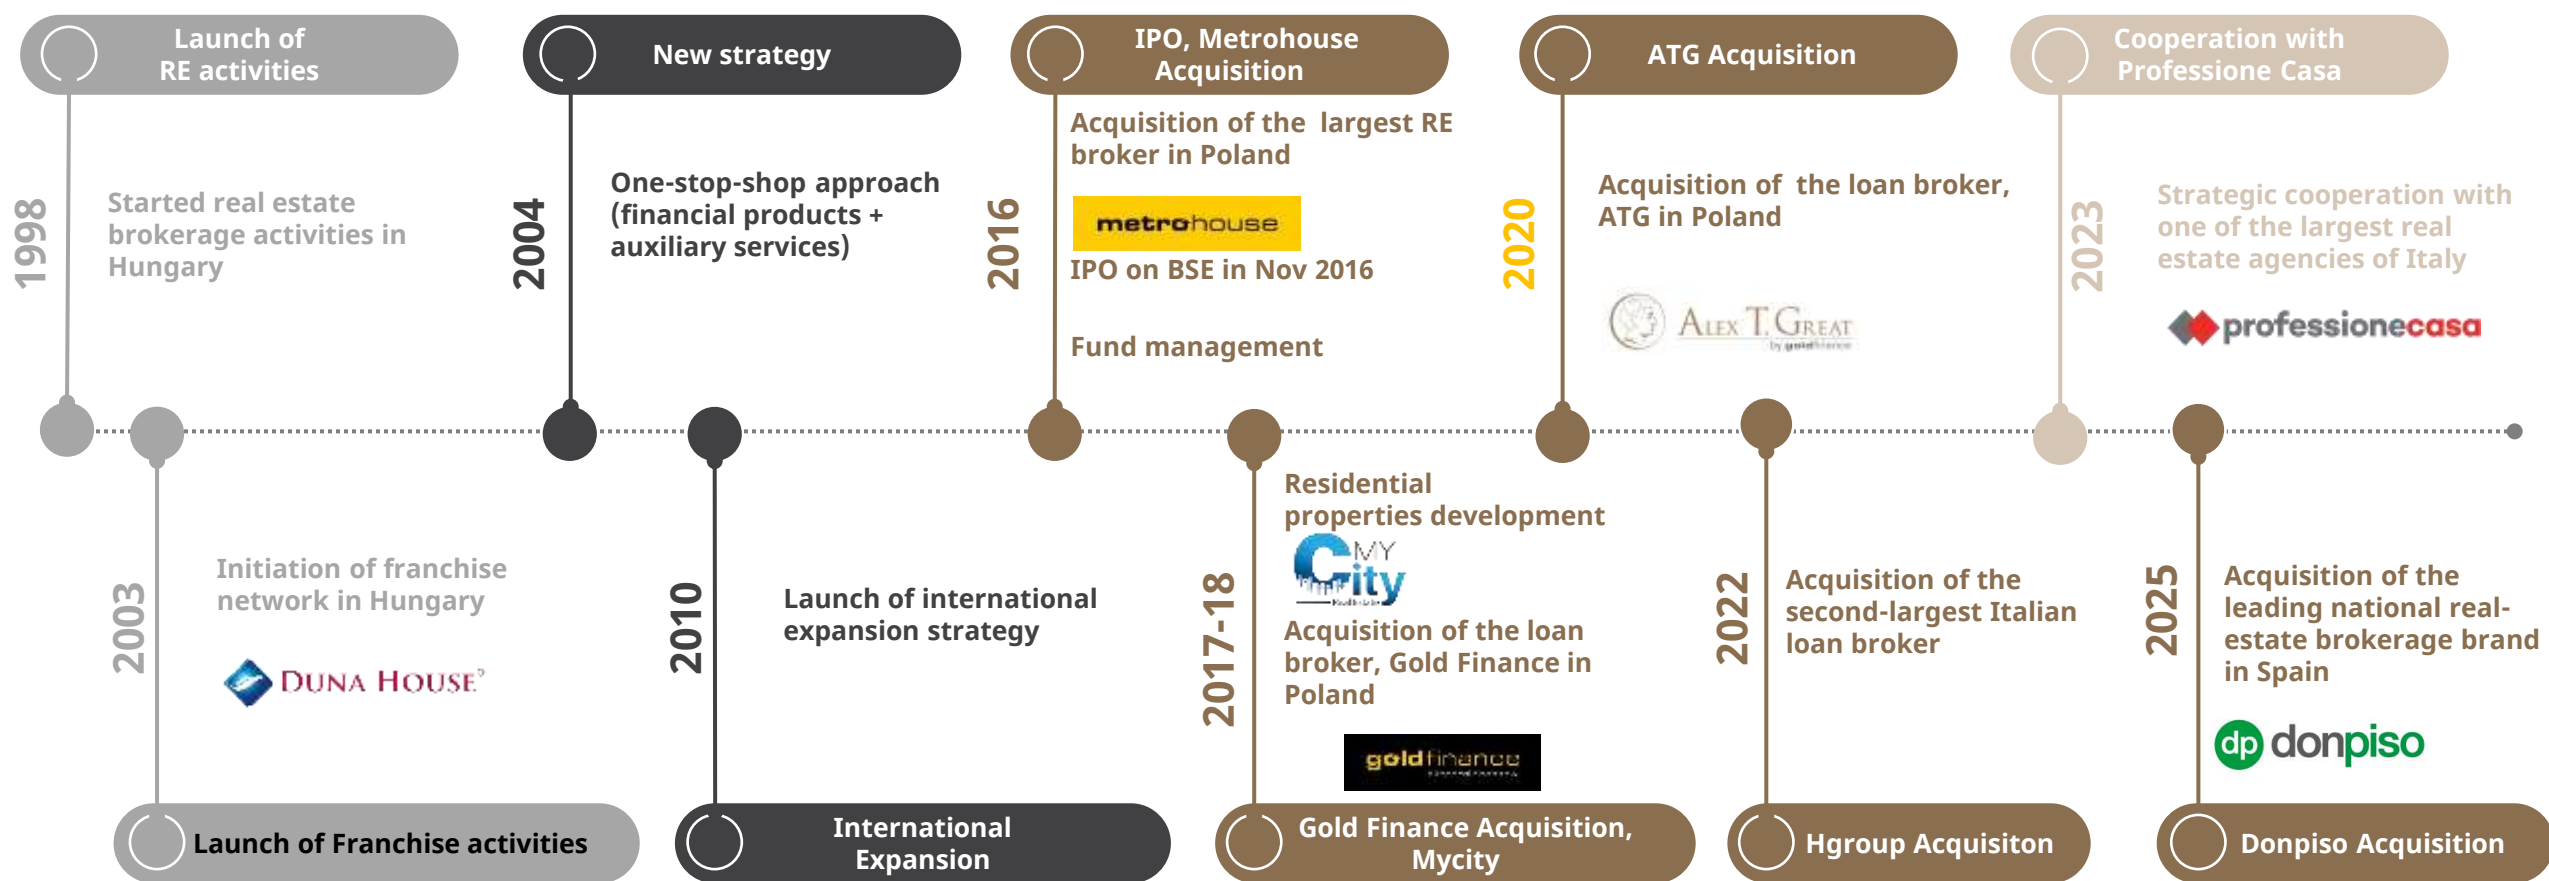 Launch of
RE activities
1998
Started real estate
brokerage activities in
Hungary
2003
Initiation of franchise
network in Hungary
DUNA HOUSE
Launch of Franchise activities
New strategy
2004
One-stop-shop approach
(financial products +
auxiliary services)
2010
Launch of international
expansion strategy
International
Expansion
IPO, Metrohouse
Acquisition
2016
Acquisition of the largest RE
broker in Poland
metrohouse
IPO on BSE in Nov 2016
Fund management
2017-18
Residential
properties development
MY
City
Acquisition of the loan
broker, Gold Finance in
Poland
goldfinance
Gold Finance Acquisition,
Mycity
ATG Acquisition
2020
Acquisition of the loan broker,
ATG in Poland
ALEX T. GREAT
by goldfinance
2022
Acquisition of the
second-largest Italian
loan broker
Hgroup Acquisiton
Cooperation with
Professione Casa
2023
Strategic cooperation with
one of the largest real
estate agencies of Italy
professionecasa
2025
Acquisition of the
leading national real-
estate brokerage brand
in Spain
dp donpiso
Donpiso Acquisition